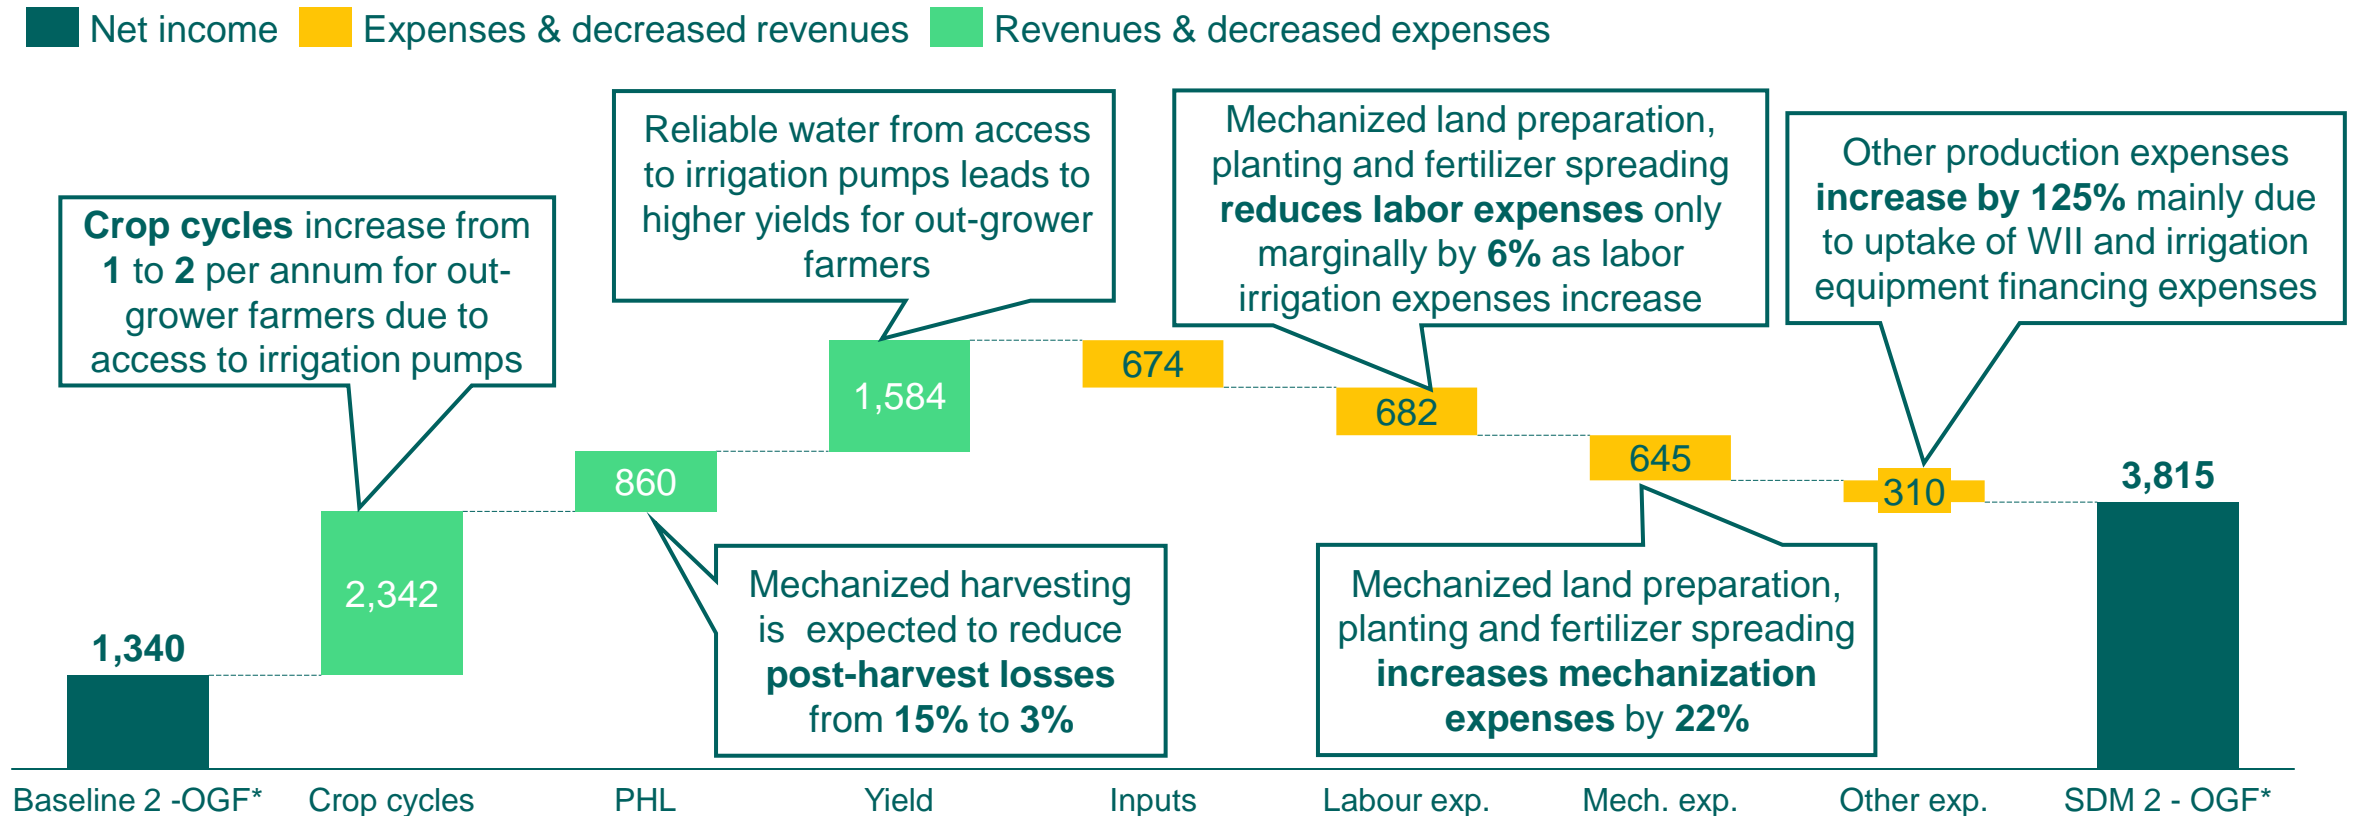 Net income Expenses & decreased revenues Revenues & decreased expenses
Crop cycles increase from
1 to 2 per annum for out-
grower farmers due to
access to irrigation pumps
Reliable water from access
to irrigation pumps leads to
higher yields for out-grower
farmers
Mechanized land preparation,
planting and fertilizer spreading
reduces labor expenses only
marginally by 6% as labor
irrigation expenses increase
Other production expenses
increase by 125% mainly due
to uptake of WII and irrigation
equipment financing expenses
1,340
2,342
860
1,584
674
682
645
310
3,815
Mechanized harvesting
is expected to reduce
post-harvest losses
from 15% to 3%
Mechanized land preparation,
planting and fertilizer spreading
increases mechanization
expenses by 22%
Baseline 2 -OGF* Crop cycles PHL Yield Inputs Labour exp. Mech. exp. Other exp. SDM 2 - OGF*